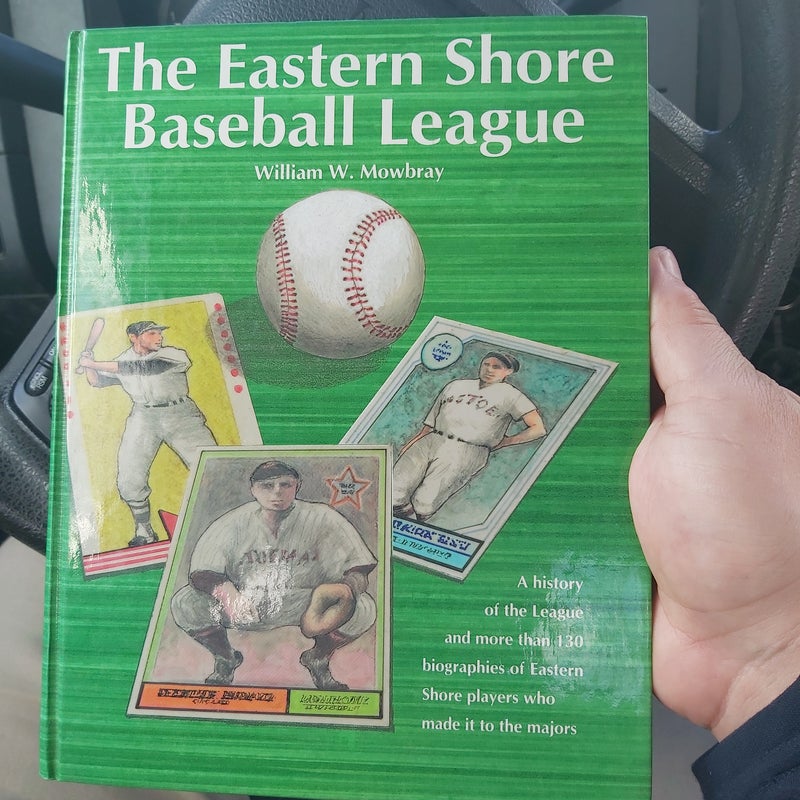 The Eastern Shore
Baseball League
William W. Mowbray
A history
of the League
and more than 130
biographies of Eastern
Shore players who
made it to the majors